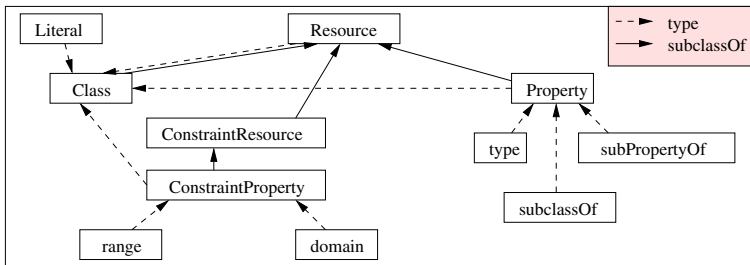 Literal
Resource
type
subclassOf
Class
Property
ConstraintResource
type
subPropertyOf
ConstraintProperty
subclassOf
range
domain